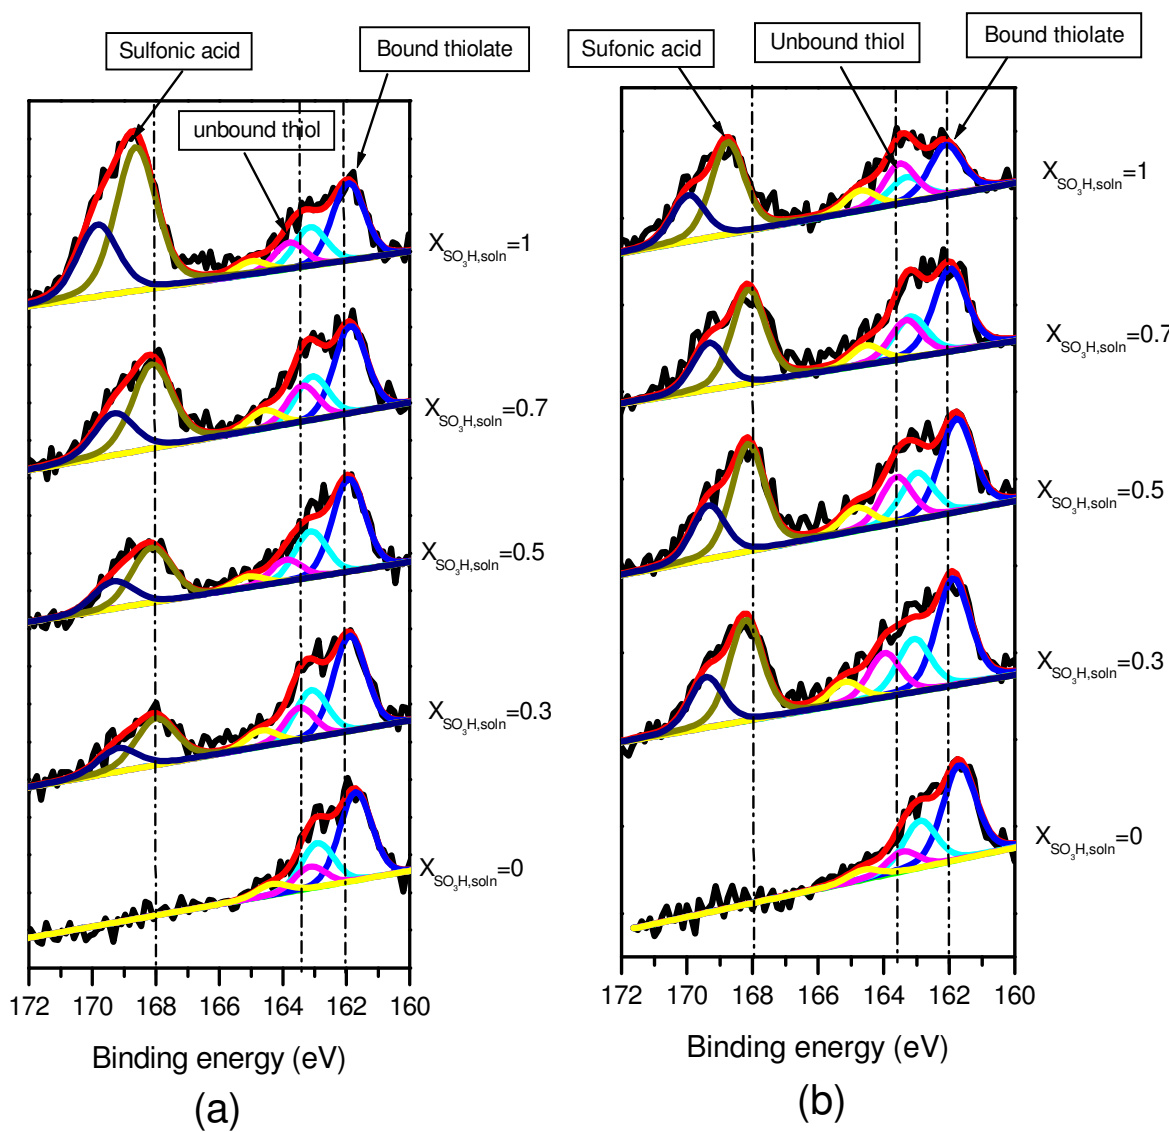 Sulfonic acid
Bound thiolate
unbound thiol
X_SO3H,soln=1
X_SO3H,soln=0.7
X_SO3H,soln=0.5
X_SO3H,soln=0.3
X_SO3H,soln=0
172 170 168 166 164 162 160
Binding energy (eV)
(a)
Sufonic acid
Unbound thiol
Bound thiolate
X_SO3H,soln=1
X_SO3H,soln=0.7
X_SO3H,soln=0.5
X_SO3H,soln=0.3
X_SO3H,soln=0
172 170 168 166 164 162 160
Binding energy (eV)
(b)